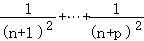 1/(n+1)² + ⋯ + 1/(n+p)²